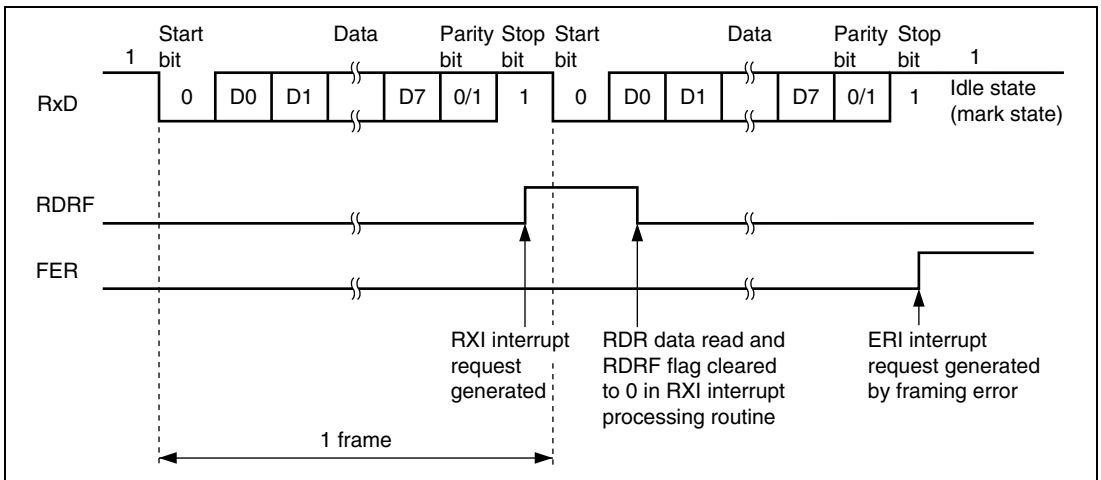 Start Data Parity Stop Start Data Parity Stop
1 bit bit bit bit bit bit 1
RxD 0 D0 D1 D7 0/1 1 0 D0 D1 D7 0/1 1 Idle state
(mark state)
RDRF
FER
RXI interrupt
request
generated
RDR data read and
RDRF flag cleared
to 0 in RXI interrupt
processing routine
ERI interrupt
request generated
by framing error
1 frame